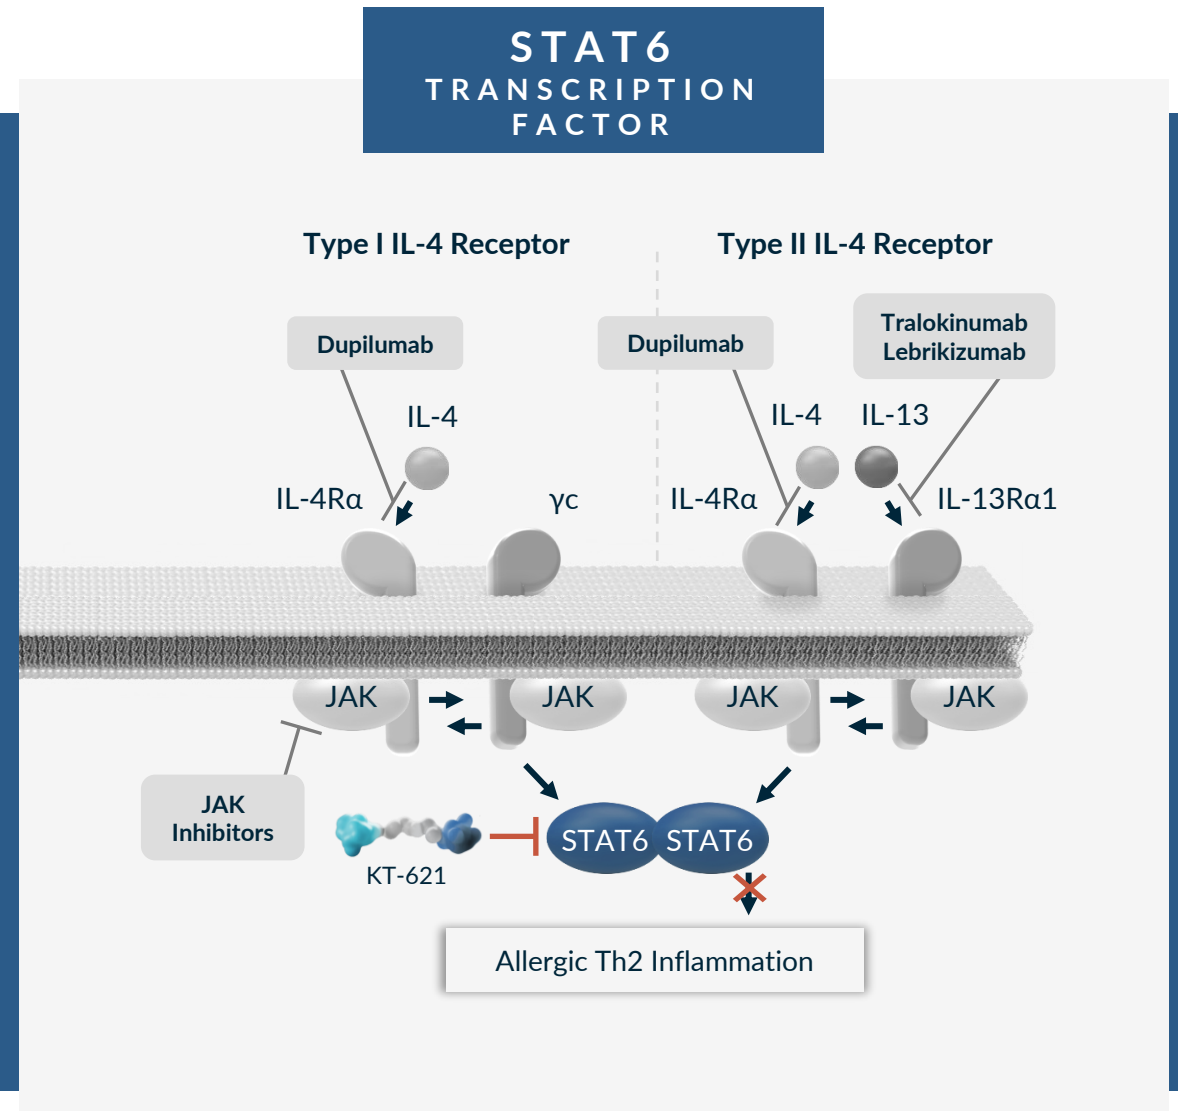 STAT6
TRANSCRIPTION
FACTOR
Type I IL-4 Receptor
Type II IL-4 Receptor
Dupilumab
Dupilumab
Tralokinumab
Lebrikizumab
IL-4
IL-4
IL-13
IL-4Rα
γc
IL-4Rα
IL-13Rα1
JAK
JAK
JAK
JAK
JAK
Inhibitors
KT-621
STAT6
STAT6
Allergic Th2 Inflammation